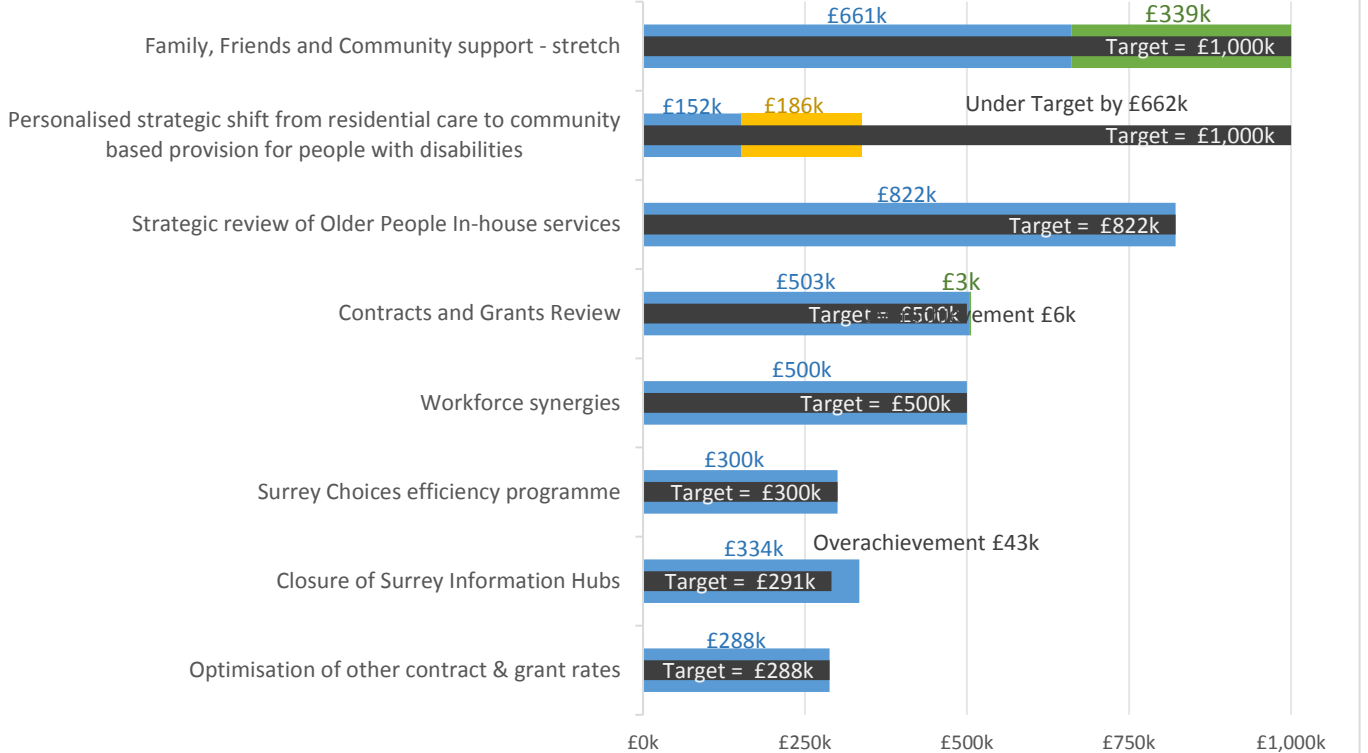 £661k £339k
Family, Friends and Community support - stretch Target = £1,000k
£152k £186k Under Target by £662k
Personalised strategic shift from residential care to community
based provision for people with disabilities
Target = £1,000k
£822k
Strategic review of Older People In-house services Target = £822k
£503k £3k
Contracts and Grants Review Target = £500k £6k
£500k
Workforce synergies Target = £500k
£300k
Surrey Choices efficiency programme Target = £300k
£334k Overachievement £43k
Closure of Surrey Information Hubs Target = £291k
£288k
Optimisation of other contract & grant rates Target = £288k
£0k £250k £500k £750k £1,000k